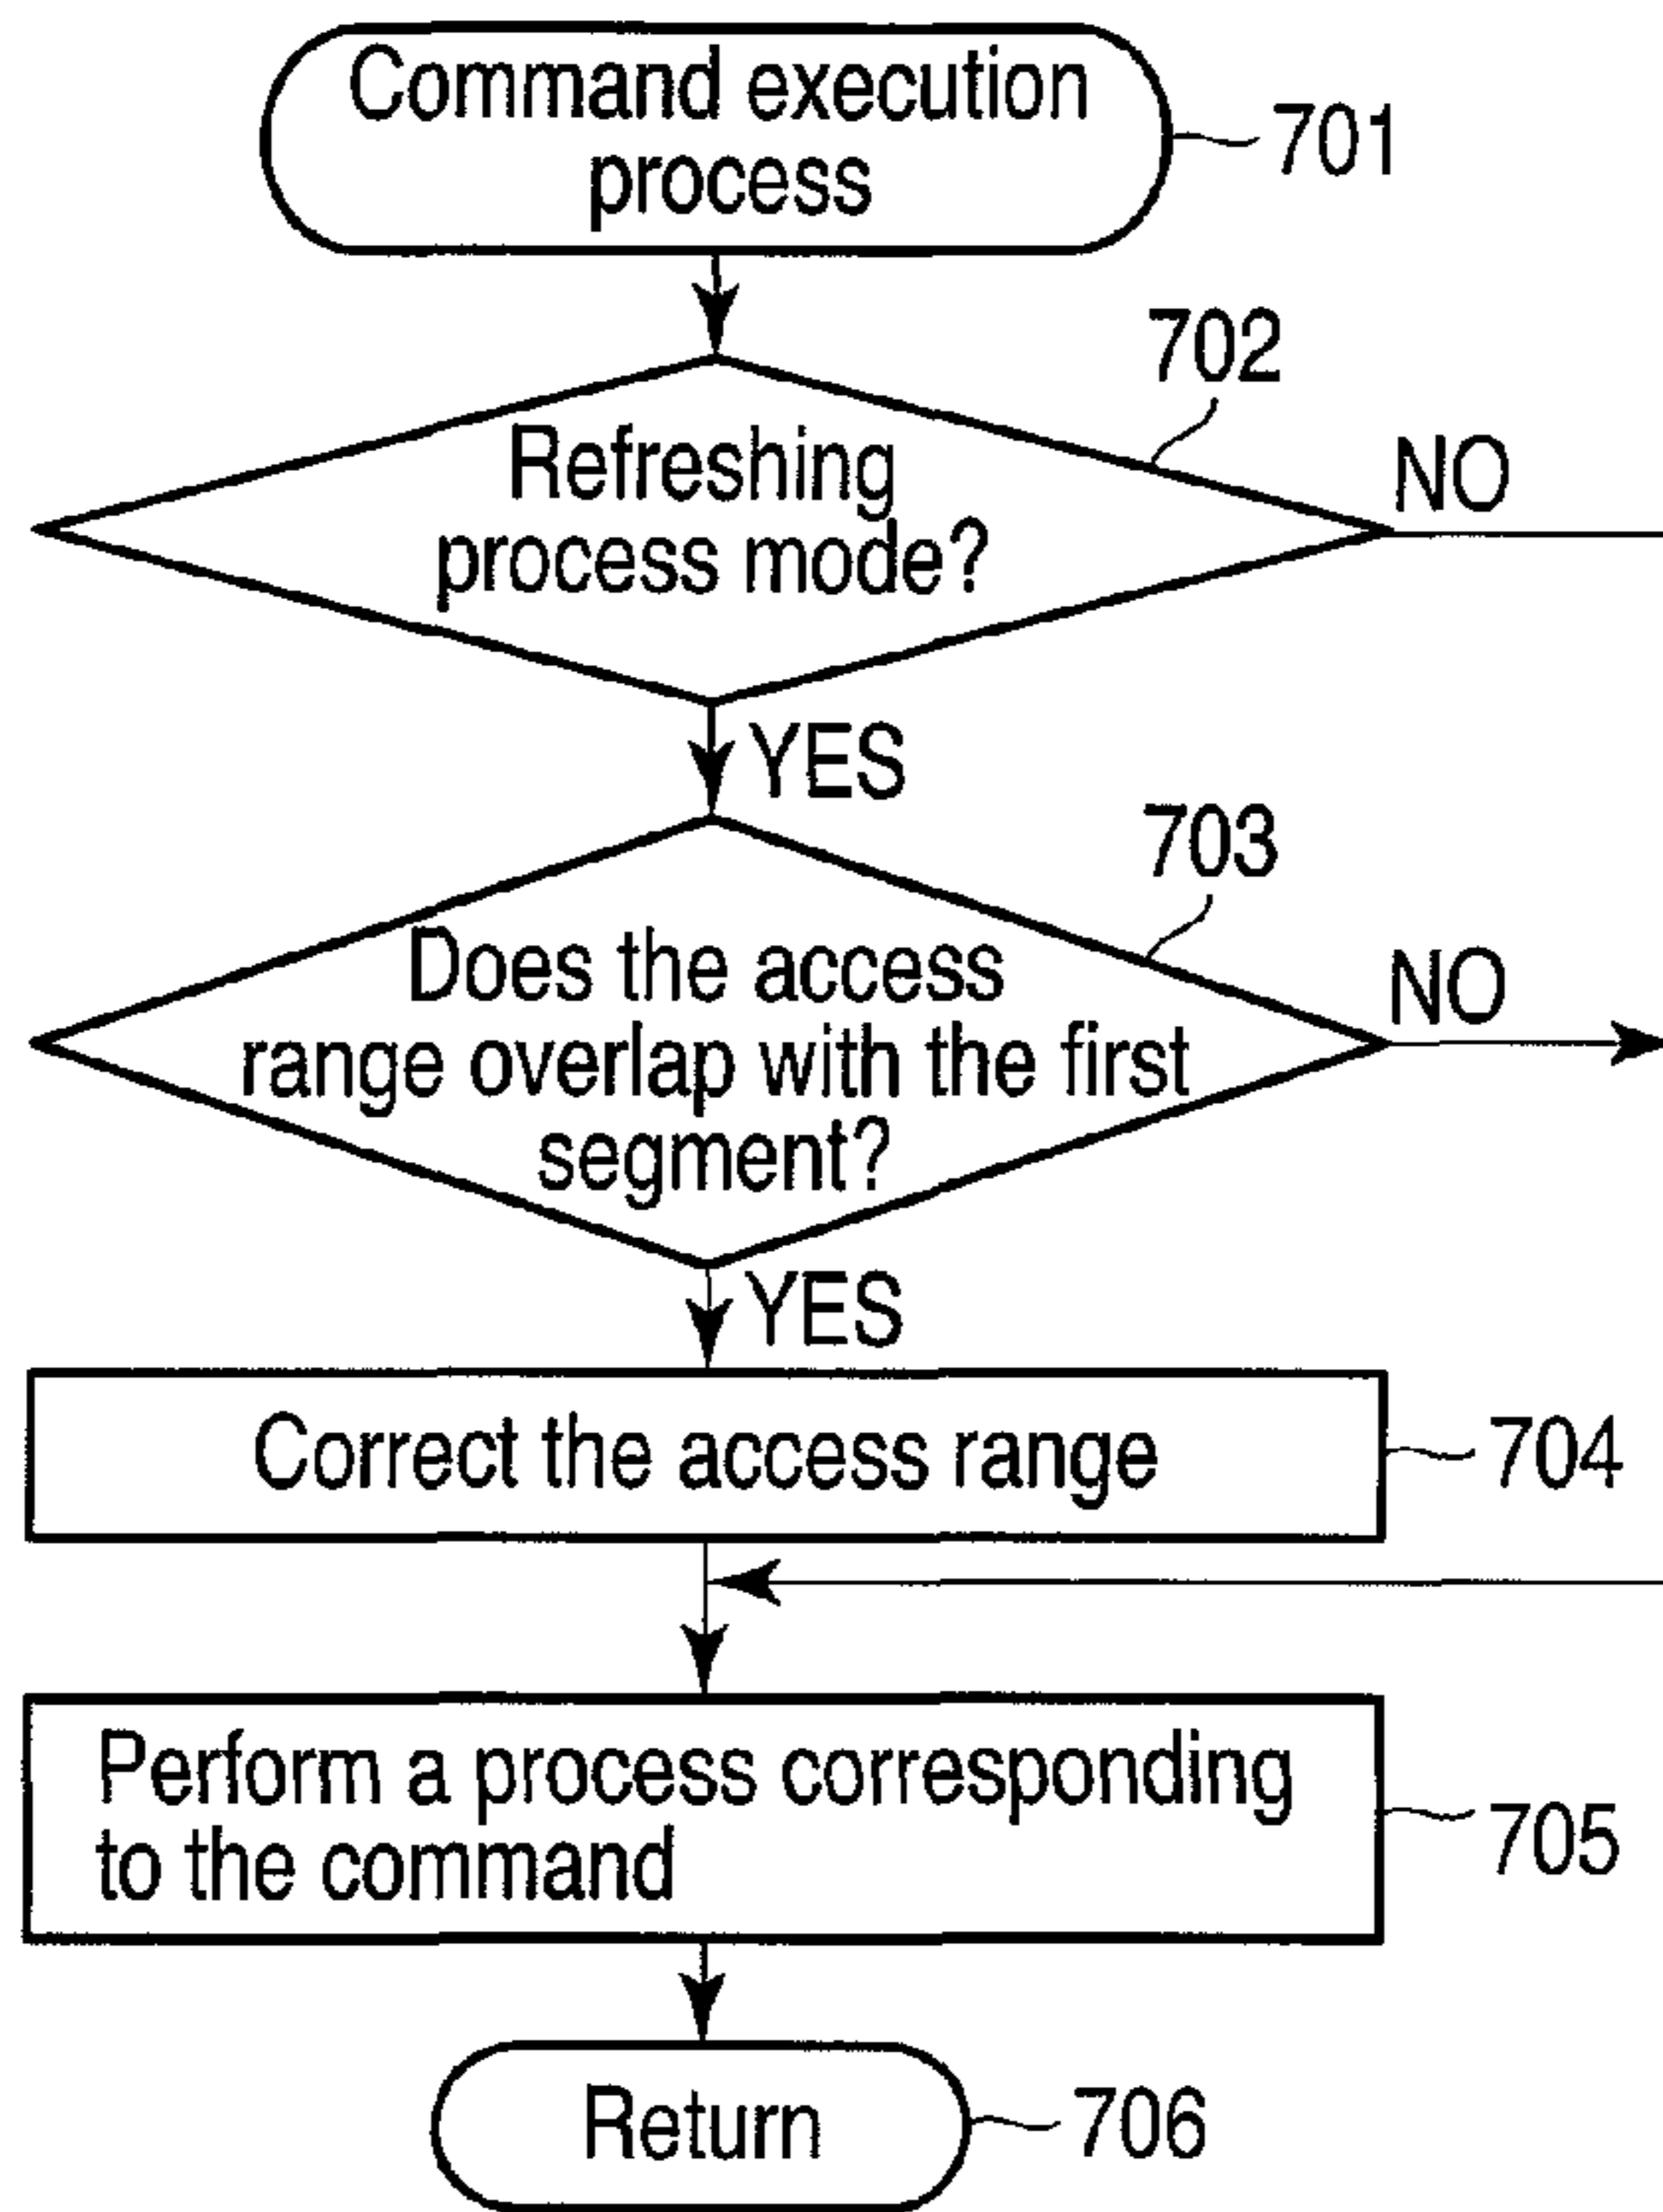 Command execution
process
701
702
Refreshing
process mode?
NO
YES
703
Does the access
range overlap with the first
segment?
NO
YES
Correct the access range
704
Perform a process corresponding
to the command
705
Return
706